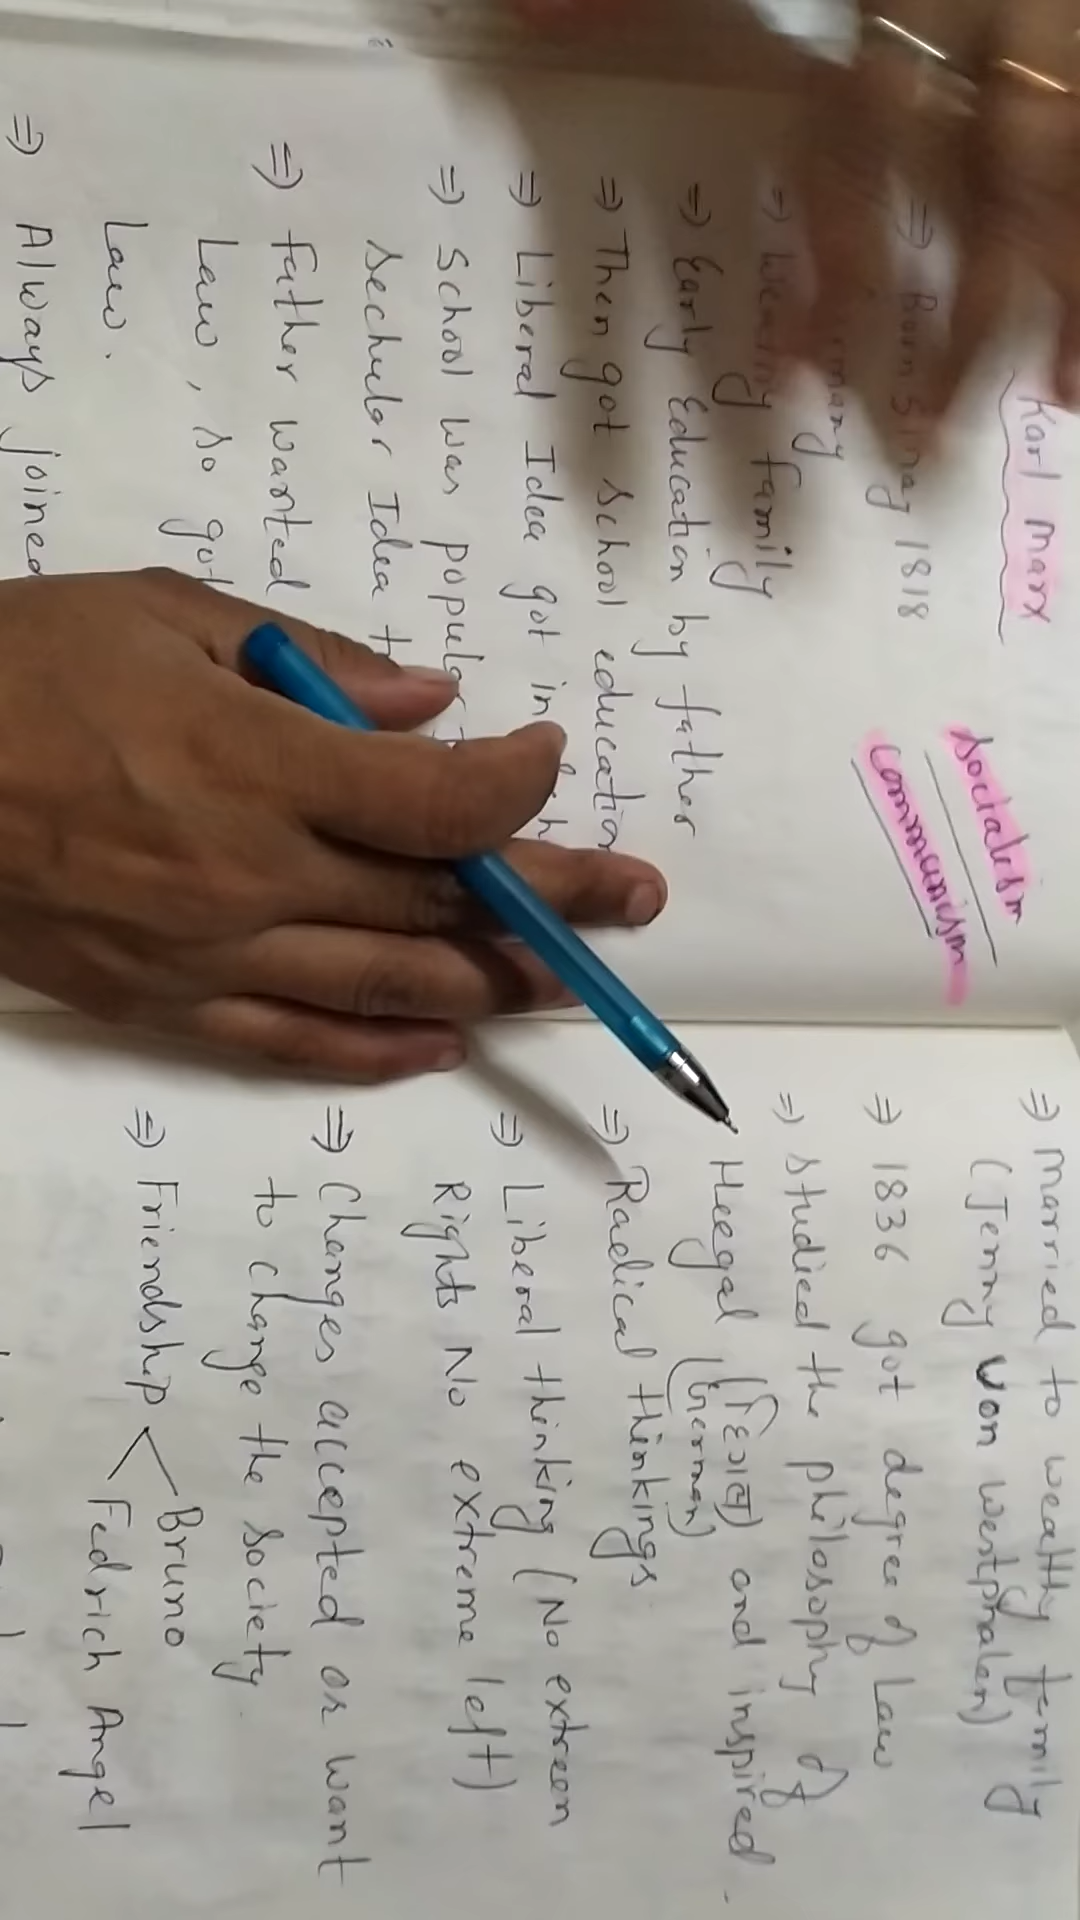 Karl Marx
Socialism
Communism
⇒ Born 5 may 1818
⇒ family
⇒ Early Education by father
⇒ Then got school education
⇒ Liberal Idea got in
⇒ School was popular
Sechular Idea
⇒ father wanted
Law, so got
Law.
⇒ Always joined
⇒ Married to wealthy family
(Jenny von westphalen)
⇒ 1836 got degree of Law
⇒ studied the philosophy of
Heegal (हिगल) and inspired.
(German)
⇒ Radical thinkings
⇒ Liberal thinking (No extreen
Rights No extreme left)
⇒ Changes accepted or want
to change the society
⇒ Friendship < Bruno
Fedrich Angel